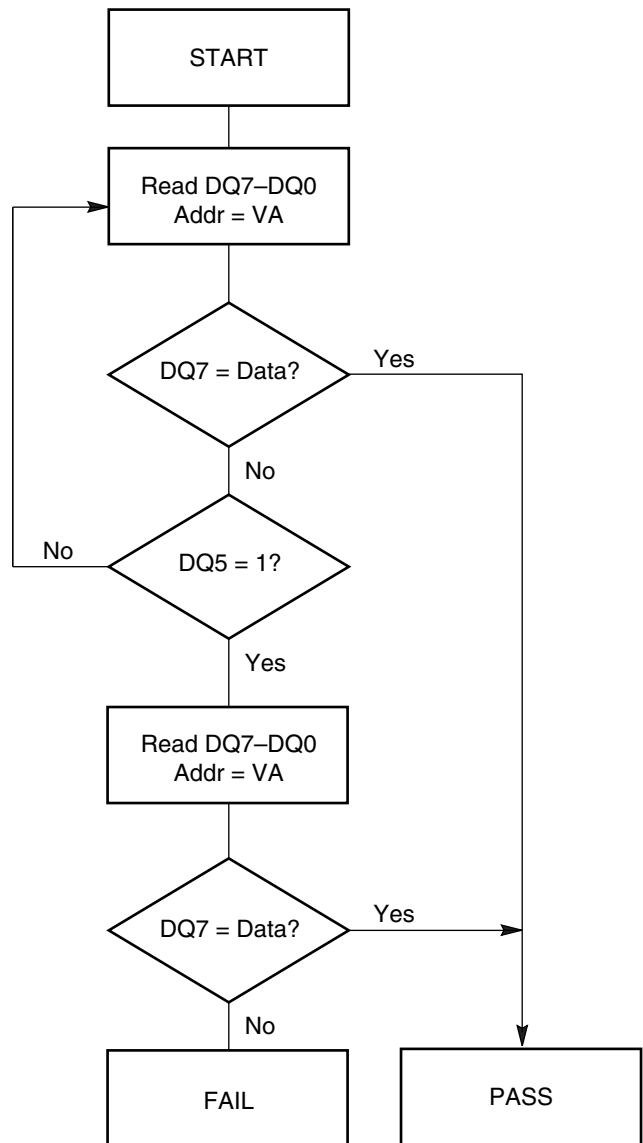 START
Read DQ7–DQ0
Addr = VA
DQ7 = Data?
Yes
No
No
DQ5 = 1?
Yes
Read DQ7–DQ0
Addr = VA
DQ7 = Data?
Yes
No
FAIL
PASS